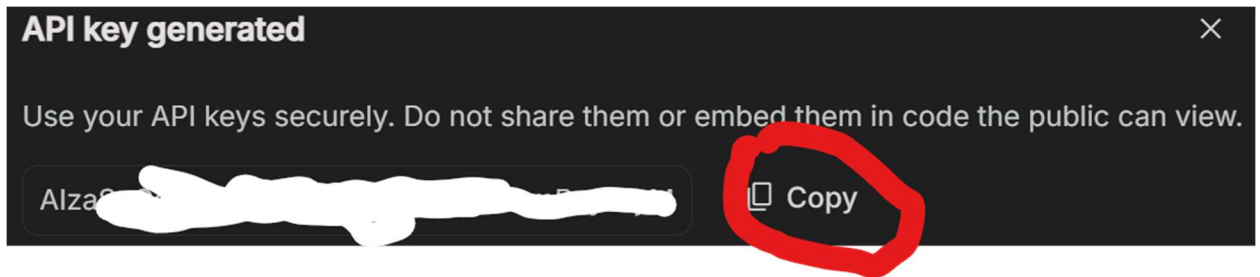 API key generated
Use your API keys securely. Do not share them or embed them in code the public can view.
Copy